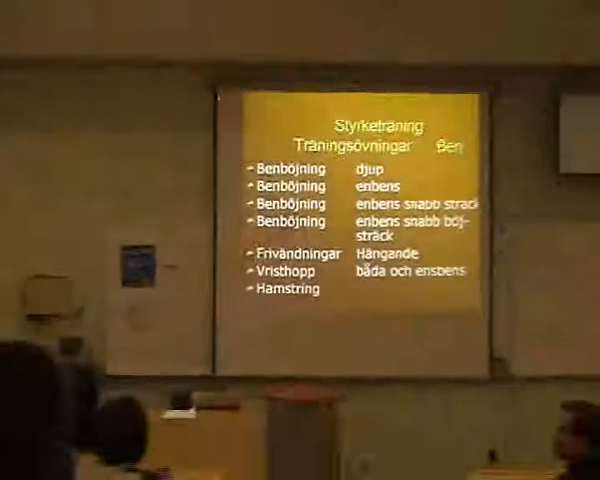 Styrketräning
Träningsövningar Ben
- Benböjning djup
- Benböjning enbens
- Benböjning enbens snabb sträck
- Benböjning enbens snabb böj-
sträck
- Frivändningar Hängande
- Vristhopp båda och ensbens
- Hamstring